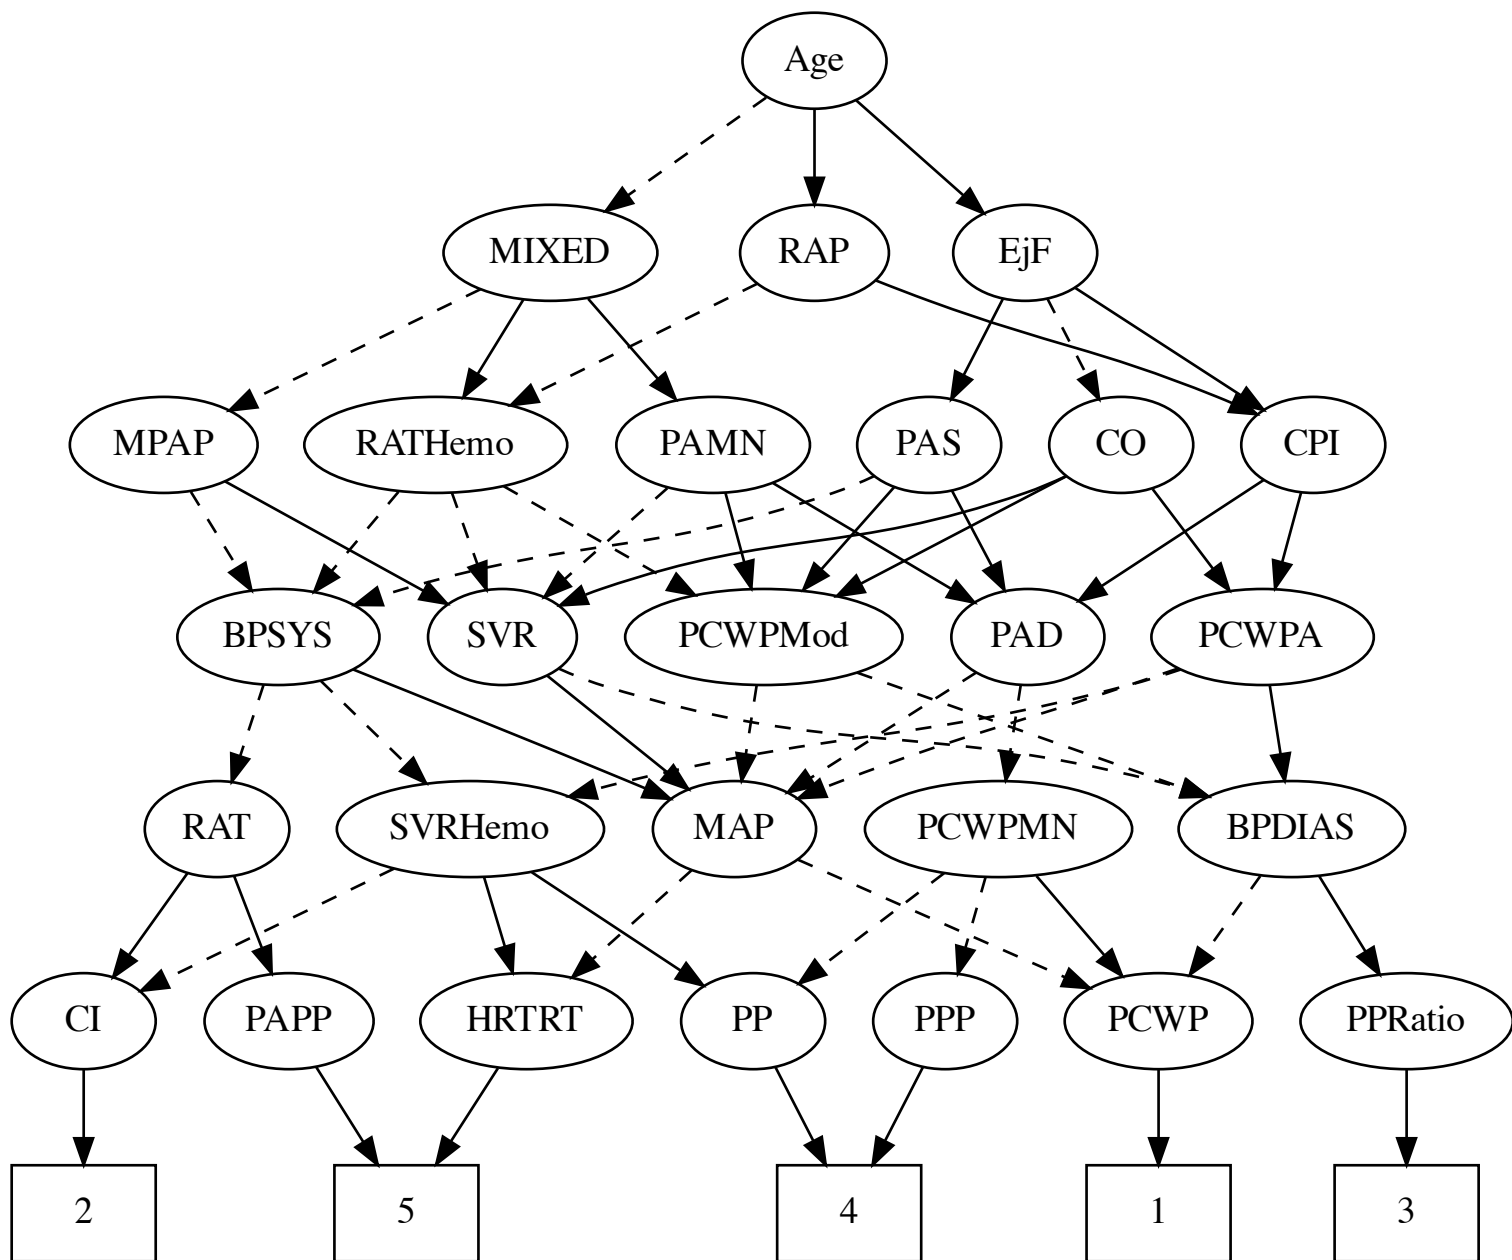 Age
MIXED
RAP
EjF
MPAP
RATHemo
PAMN
PAS
CO
CPI
BPSYS
SVR
PCWPMod
PAD
PCWPA
RAT
SVRHemo
MAP
PCWPMN
BPDIAS
CI
PAPP
HRTRT
PP
PPP
PCWP
PPRatio
2
5
4
1
3